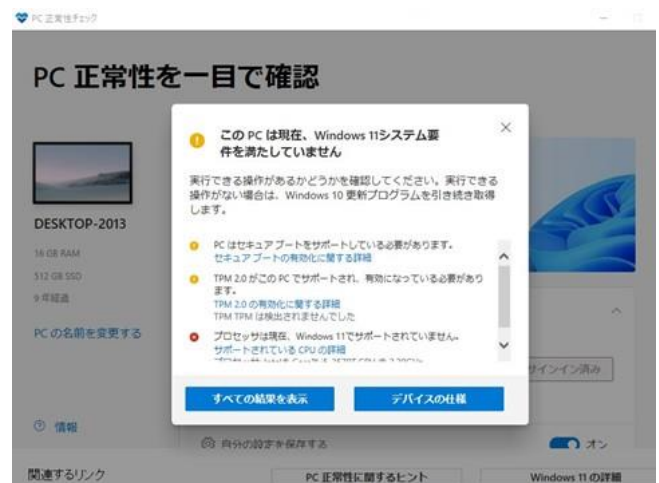 PC 正常性チェック
PC 正常性を一目で確認
DESKTOP-2013
16 GB RAM
512 GB SSD
9 年経過
PC の名前を変更する
情報
関連するリンク
この PC は現在、Windows 11システム要
件を満たしていません
実行できる操作があるかどうかを確認してください。実行できる
操作がない場合は、Windows 10 更新プログラムを引き続き取得
します。
PC はセキュア ブートをサポートしている必要があります。
セキュア ブートの有効化に関する詳細
TPM 2.0 がこの PC でサポートされ、有効になっている必要があり
ます。
TPM 2.0 の有効化に関する詳細
TPM TPM は検出されませんでした
プロセッサは現在、Windows 11でサポートされていません。
サポートされている CPU の詳細
すべての結果を表示
デバイスの仕様
サインイン済み
自分の設定を保存する
オン
PC 正常性に関するヒント
Windows 11 の詳細